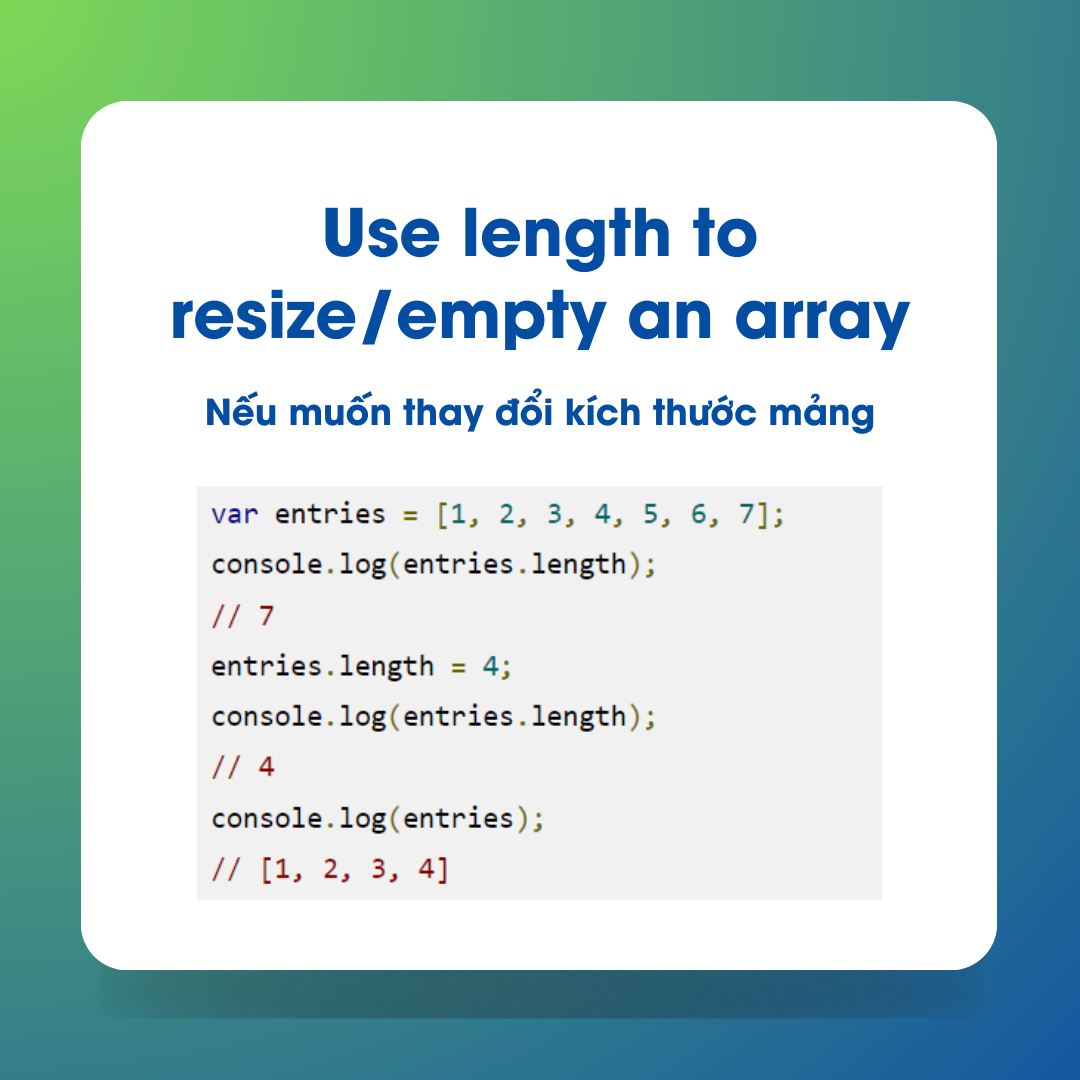 Use length to
resize/empty an array
Nếu muốn thay đổi kích thước mảng
var entries = [1, 2, 3, 4, 5, 6, 7];
console.log(entries.length);
// 7
entries.length = 4;
console.log(entries.length);
// 4
console.log(entries);
// [1, 2, 3, 4]